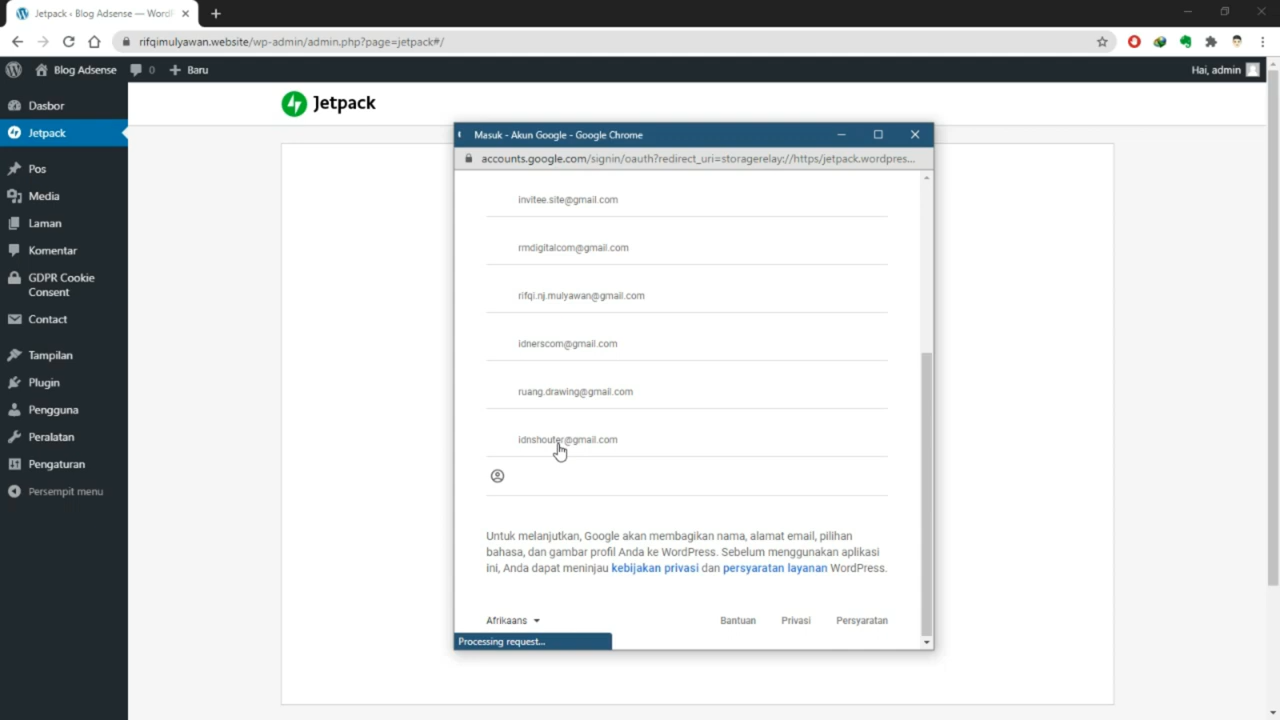 Jetpack ‹ Blog Adsense — Word
rifqimulyawan.website/wp-admin/admin.php?page=jetpack#/
Blog Adsense
0
Baru
Hai, admin
Dasbor
Jetpack
Pos
Media
Laman
Komentar
GDPR Cookie
Consent
Contact
Tampilan
Plugin
Pengguna
Peralatan
Pengaturan
Persempit menu
Jetpack
Masuk - Akun Google - Google Chrome
accounts.google.com/signin/oauth?redirect_uri=storagerelay://https/jetpack.wordpres...
invitee.site@gmail.com
rmdigitalcom@gmail.com
rifqi.nj.mulyawan@gmail.com
idnerscom@gmail.com
ruang.drawing@gmail.com
idnshouter@gmail.com
Untuk melanjutkan, Google akan membagikan nama, alamat email, pilihan
bahasa, dan gambar profil Anda ke WordPress. Sebelum menggunakan aplikasi
ini, Anda dapat meninjau kebijakan privasi dan persyaratan layanan WordPress.
Afrikaans
Bantuan
Privasi
Persyaratan
Processing request...